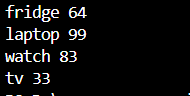 fridge 64
laptop 99
watch 83
tv 33